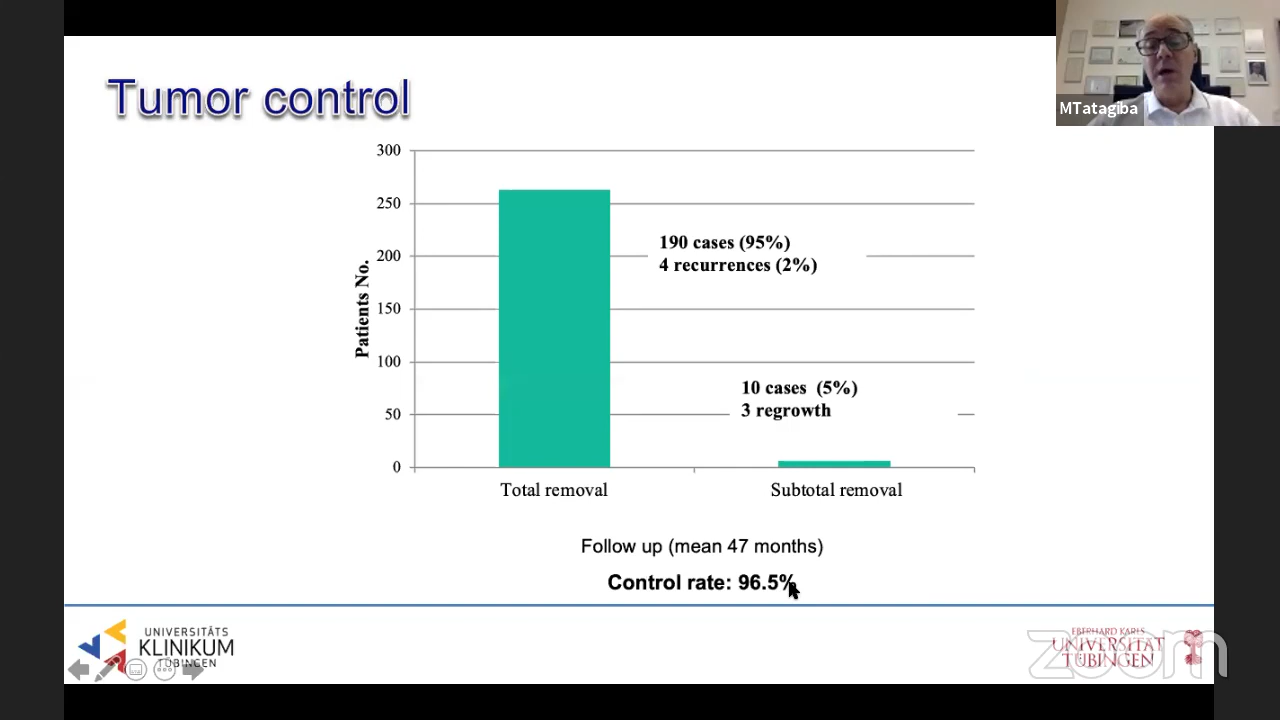 Tumor control
MTatagiba
300
250
200
150
100
50
0
Patients No.
190 cases (95%)
4 recurrences (2%)
10 cases (5%)
3 regrowth
Total removal
Subtotal removal
Follow up (mean 47 months)
Control rate: 96.5%
UNIVERSITÄTS
KLINIKUM
TÜBINGEN
EBERHARD KARLS
UNIVERSITÄT
TÜBINGEN
zoom